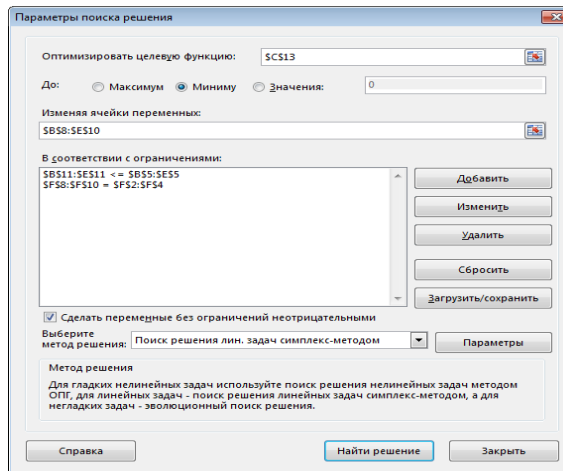 Параметры поиска решения
Оптимизировать целевую функцию: $C$13
До: Максимум Миниму Значения: 0
Изменяя ячейки переменных:
$B$8:$E$10
В соответствии с ограничениями:
$B$11:$E$11 <= $B$5:$E$5
$F$8:$F$10 = $F$2:$F$4
Добавить
Изменить
Удалить
Сбросить
Загрузить/сохранить
Сделать переменные без ограничений неотрицательными
Выберите
метод решения: Поиск решения лин. задач симплекс-методом Параметры
Метод решения
Для гладких нелинейных задач используйте поиск решения нелинейных задач методом
ОПГ, для линейных задач - поиск решения линейных задач симплекс-методом, а для
негладких задач - эволюционный поиск решения.
Справка Найти решение Закрыть